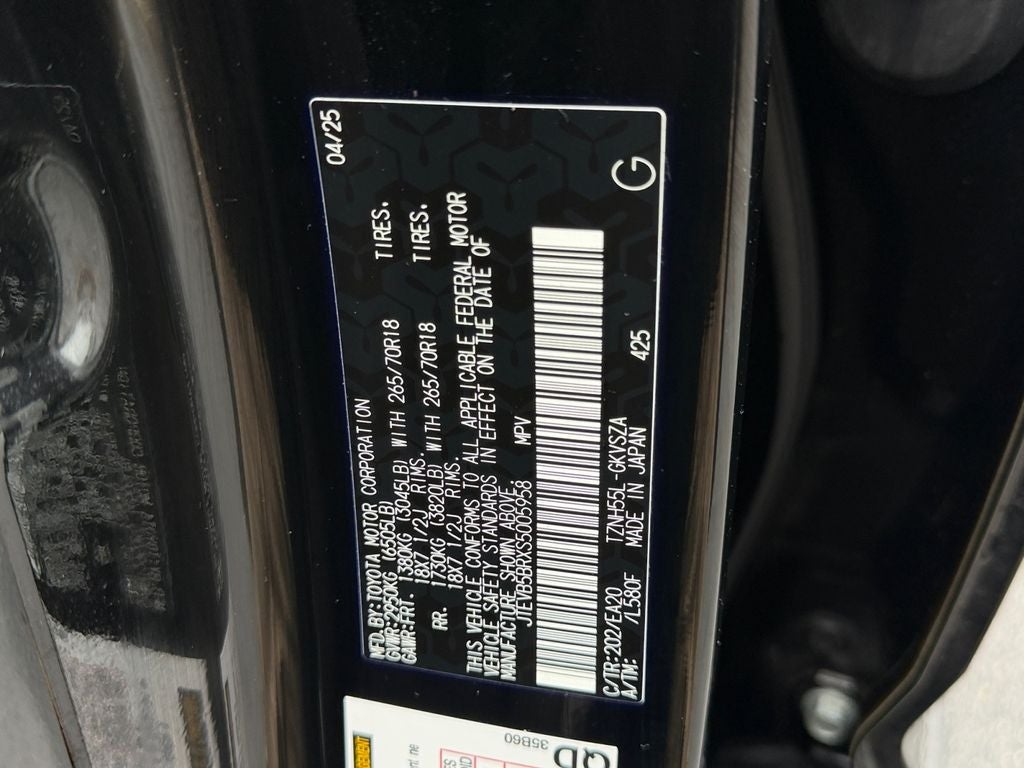 MFD.BY:TOYOTA MOTOR CORPORATION 04/25
GVWR:2950KG (6505LB)
GAWR-FRT. 1380KG (3045LB) WITH 265/70R18 TIRES.
18X7 1/2J RIMS.
RR. 1730KG (3820LB) WITH 265/70R18 TIRES.
18X7 1/2J RIMS.
THIS VEHICLE CONFORMS TO ALL APPLICABLE FEDERAL MOTOR
VEHICLE SAFETY STANDARDS IN EFFECT ON THE DATE OF
MANUFACTURE SHOWN ABOVE.
JTEVB5BRXS5005958 MPV
C/TR:202/EA20 TZNH55L-GKVSZA
A/TM: /L580F MADE IN JAPAN 425 G
35B60
QD